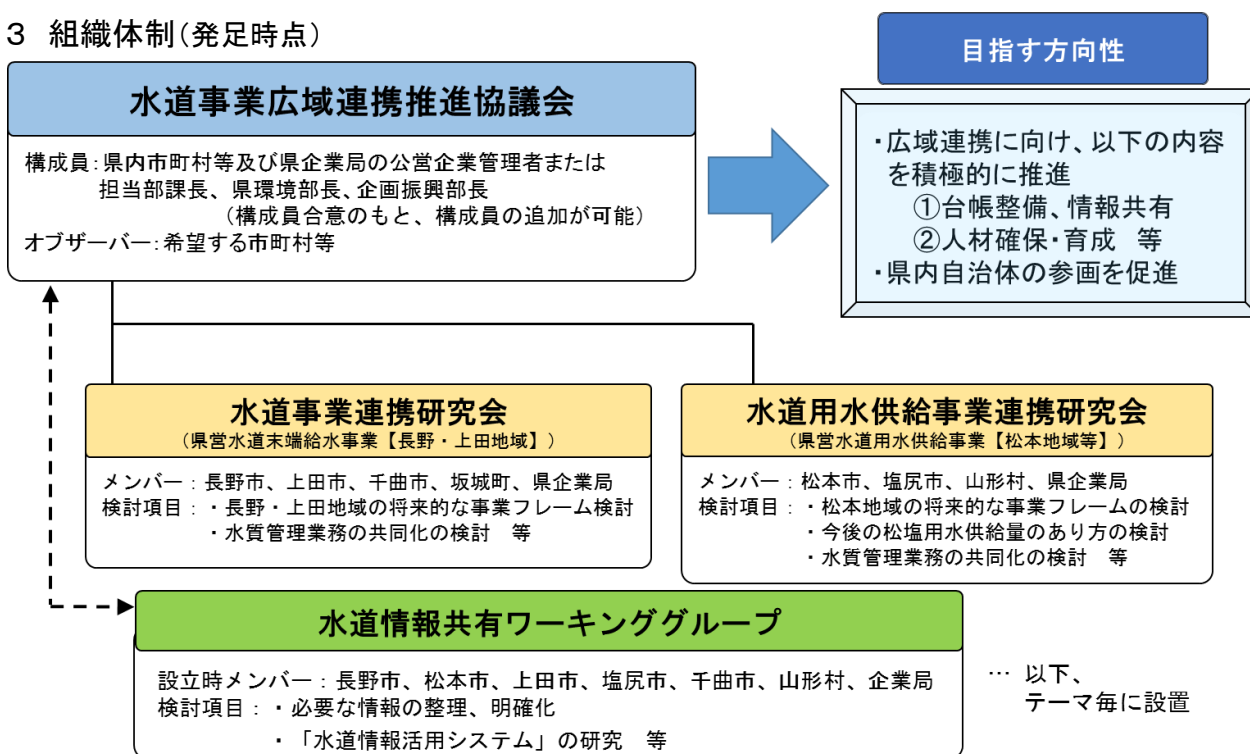 3 組織体制(発足時点)
水道事業広域連携推進協議会
構成員:県内市町村等及び県企業局の公営企業管理者または
担当部課長、県環境部長、企画振興部長
(構成員合意のもと、構成員の追加が可能)
オブザーバー:希望する市町村等
目指す方向性
・広域連携に向け、以下の内容
を積極的に推進
①台帳整備、情報共有
②人材確保・育成 等
・県内自治体の参画を促進
水道事業連携研究会
(県営水道末端給水事業【長野・上田地域】)
メンバー:長野市、上田市、千曲市、坂城町、県企業局
検討項目:・長野・上田地域の将来的な事業フレーム検討
・水質管理業務の共同化の検討 等
水道用水供給事業連携研究会
(県営水道用水供給事業【松本地域等】)
メンバー:松本市、塩尻市、山形村、県企業局
検討項目:・松本地域の将来的な事業フレームの検討
・今後の松塩用水供給量のあり方の検討
・水質管理業務の共同化の検討 等
水道情報共有ワーキンググループ
設立時メンバー:長野市、松本市、上田市、塩尻市、千曲市、山形村、企業局
検討項目:・必要な情報の整理、明確化
・「水道情報活用システム」の研究 等
… 以下、
テーマ毎に設置